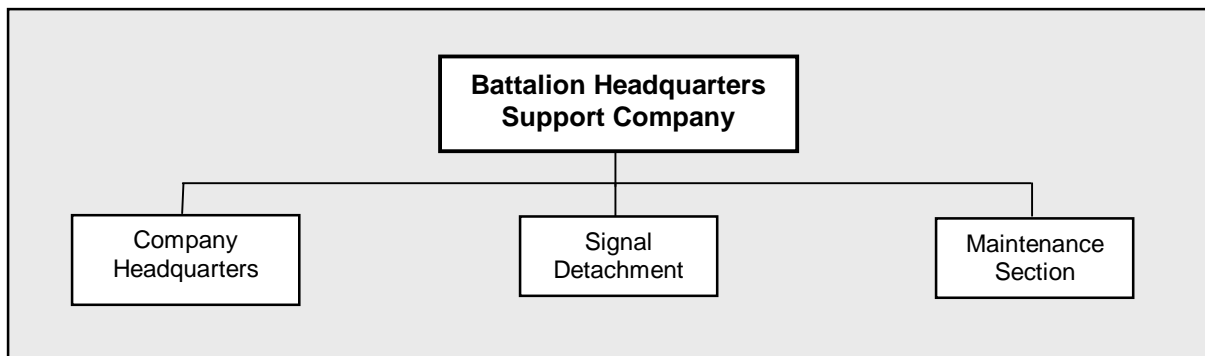 Battalion Headquarters
Support Company
Company
Headquarters
Signal
Detachment
Maintenance
Section